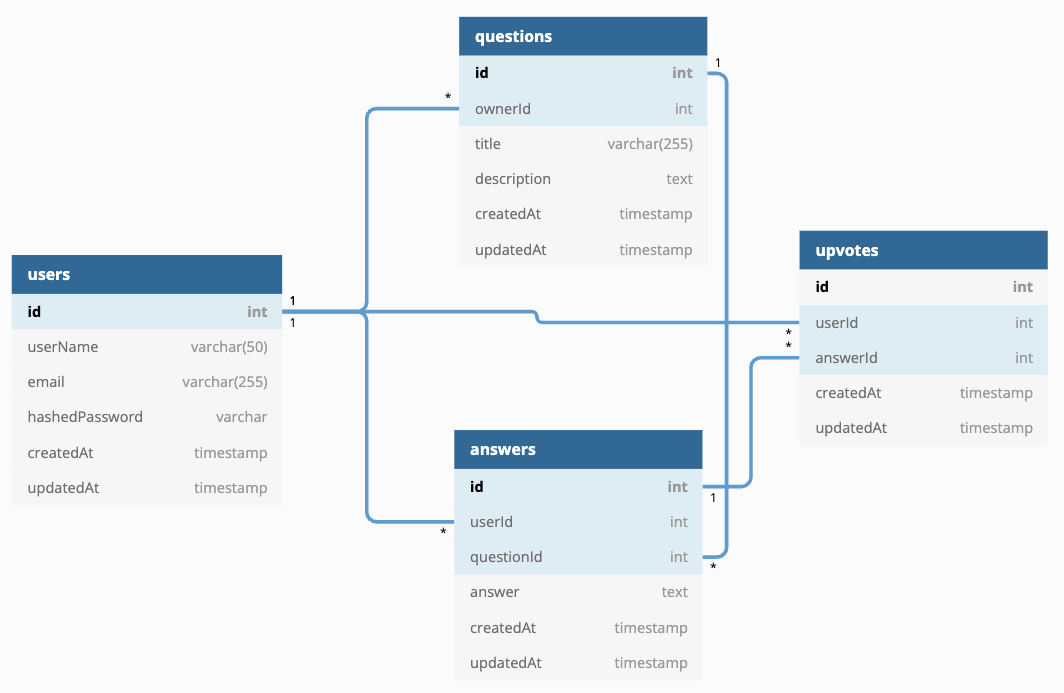 questions
id int
ownerId int
title varchar(255)
description text
createdAt timestamp
updatedAt timestamp
1
*
users
id int
userName varchar(50)
email varchar(255)
hashedPassword varchar
createdAt timestamp
updatedAt timestamp
1
1
upvotes
id int
userId int
answerId int
createdAt timestamp
updatedAt timestamp
*
*
answers
id int
userId int
questionId int
answer text
createdAt timestamp
updatedAt timestamp
1
*
*